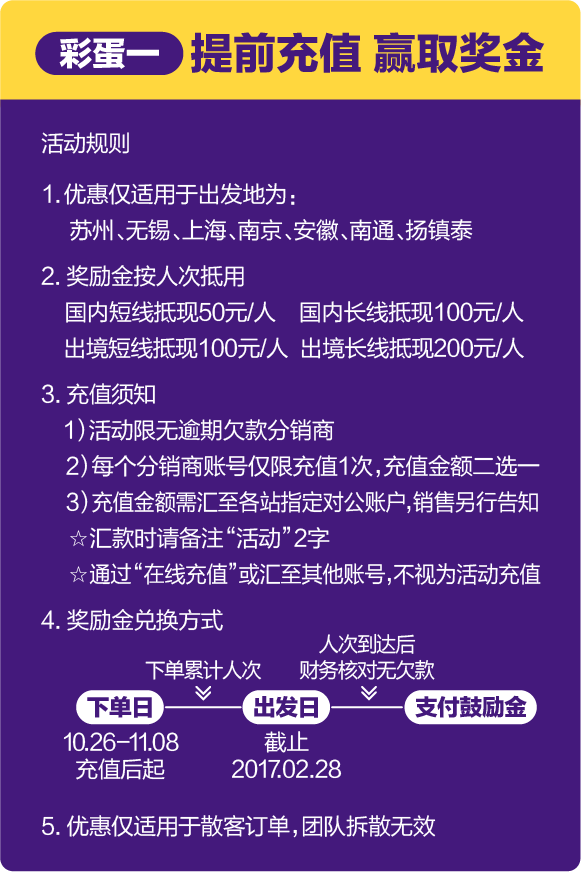 彩蛋一 提前充值 赢取奖金
活动规则
1.优惠仅适用于出发地为：
苏州、无锡、上海、南京、安徽、南通、扬镇泰
2. 奖励金按人次抵用
国内短线抵现50元/人 国内长线抵现100元/人
出境短线抵现100元/人 出境长线抵现200元/人
3. 充值须知
1）活动限无逾期欠款分销商
2）每个分销商账号仅限充值1次，充值金额二选一
3）充值金额需汇至各站指定对公账户，销售另行告知
☆汇款时请备注“活动”2字
☆通过“在线充值”或汇至其他账号，不视为活动充值
4. 奖励金兑换方式
人次到达后
下单累计人次 财务核对无欠款
下单日 出发日 支付鼓励金
10.26-11.08 截止
充值后起 2017.02.28
5. 优惠仅适用于散客订单，团队拆散无效